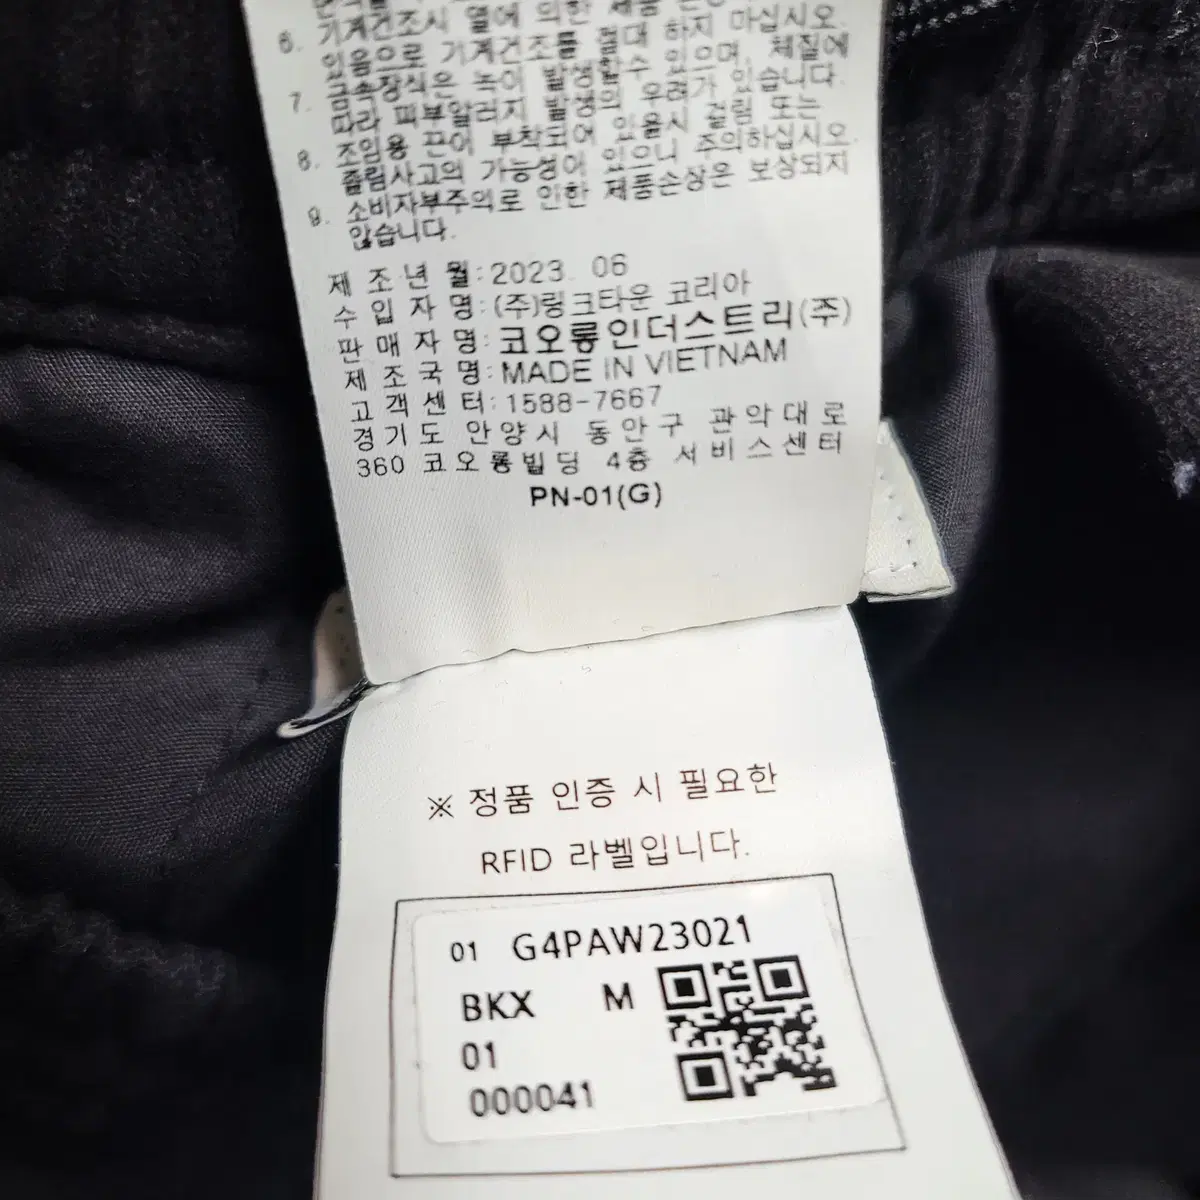 6. 기계건조시 열에 의한 제품
있음으로 기계건조를 절대 하지 마십시오.
7. 금속장식은 녹이 발생할수 있으며, 체질에
따라 피부알러지 발생의 우려가 있습니다.
8. 조임용 끈이 부착되어 있을시 걸림 또는
졸림사고의 가능성이 있으니 주의하십시오.
9. 소비자부주의로 인한 제품손상은 보상되지
않습니다.
제 조 년 월: 2023. 06
수 입 자 명: (주)링크타운 코리아
판 매 자 명: 코오롱인더스트리(주)
제 조 국 명: MADE IN VIETNAM
고객센터: 1588-7667
경기도 안양시 동안구 관악대로
360 코오롱빌딩 4층 서비스센터
PN-01(G)
※ 정품 인증 시 필요한
RFID 라벨입니다.
01 G4PAW23021
BKX M
01
000041